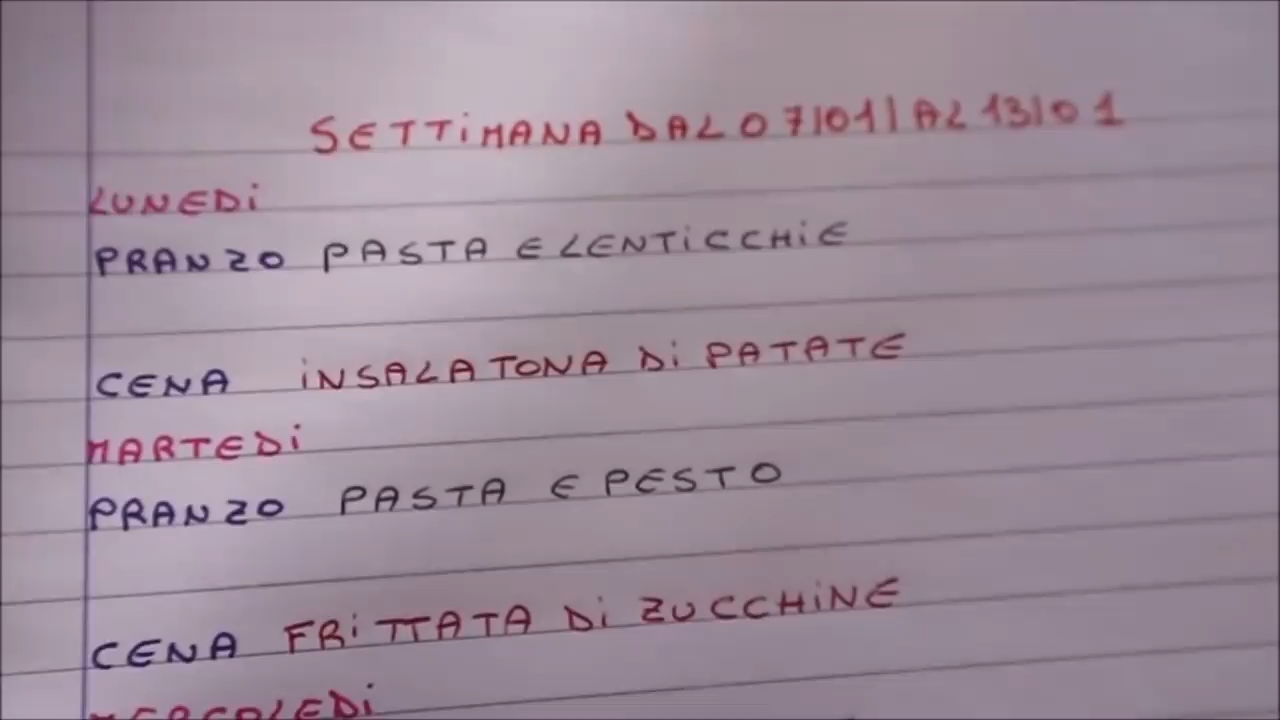 SETTIMANA DAL 07/01/ AL 13/01
LUNEDI
PRANZO PASTA E LENTICCHIE
CENA INSALATONA DI PATATE
MARTEDI
PRANZO PASTA E PESTO
CENA FRITTATA DI ZUCCHINE
MERCOLEDI